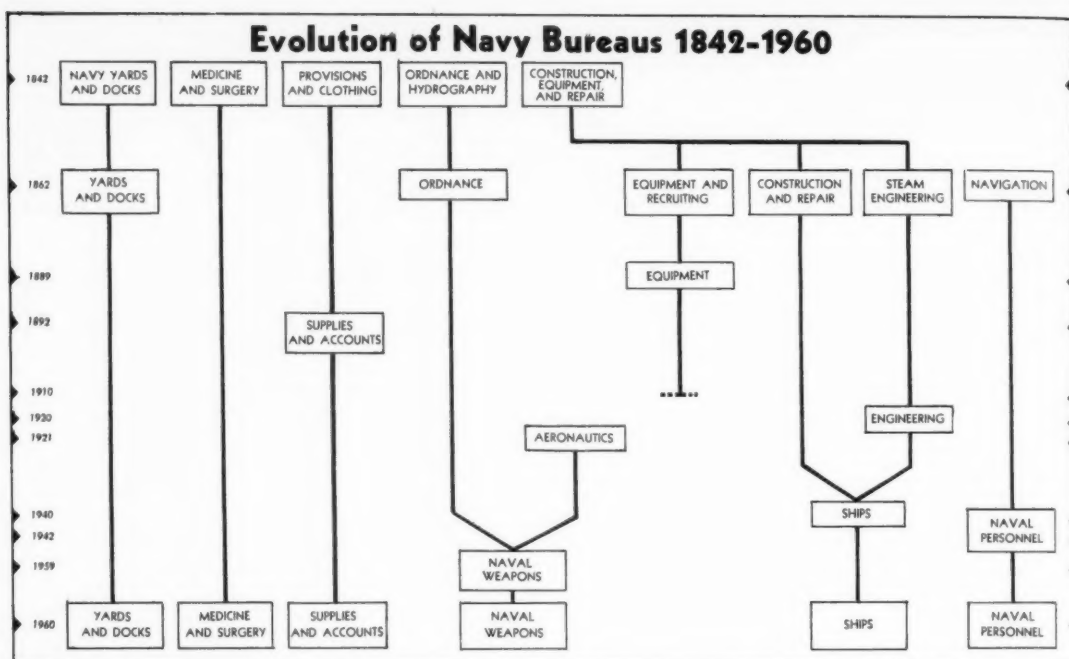 Evolution of Navy Bureaus 1842-1960
1842
NAVY YARDS
AND DOCKS
MEDICINE
AND SURGERY
PROVISIONS
AND CLOTHING
ORDNANCE AND
HYDROGRAPHY
CONSTRUCTION,
EQUIPMENT,
AND REPAIR
1862
YARDS
AND DOCKS
ORDNANCE
EQUIPMENT AND
RECRUITING
CONSTRUCTION
AND REPAIR
STEAM
ENGINEERING
NAVIGATION
1889
EQUIPMENT
1892
SUPPLIES
AND ACCOUNTS
1910
1920
ENGINEERING
1921
AERONAUTICS
1940
SHIPS
1942
NAVAL
PERSONNEL
1959
NAVAL
WEAPONS
1960
YARDS
AND DOCKS
MEDICINE
AND SURGERY
SUPPLIES
AND ACCOUNTS
NAVAL
WEAPONS
SHIPS
NAVAL
PERSONNEL